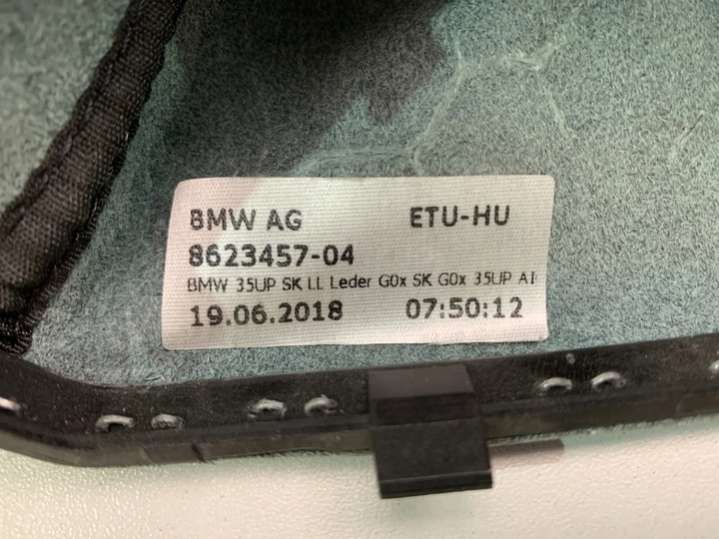 BMW AG ETU-HU
8623457-04
BMW 35UP SK LL Leder G0x SK G0x 35UP
19.06.2018 07:50:12